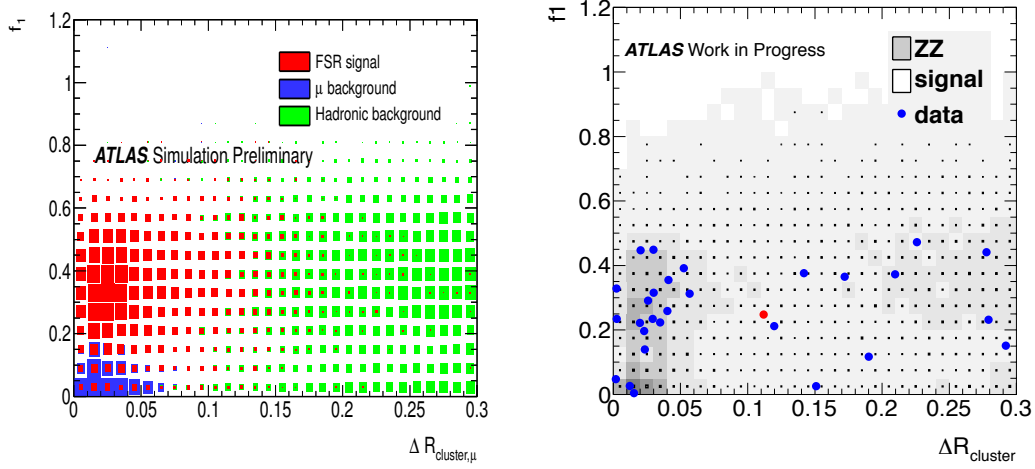 f₁
1.2
1
0.8
0.6
0.4
0.2
0
FSR signal
μ background
Hadronic background
ATLAS Simulation Preliminary
0 0.05 0.1 0.15 0.2 0.25 0.3
Δ R_cluster,μ
f1
1.2
1
0.8
0.6
0.4
0.2
0
ATLAS Work in Progress
ZZ
signal
data
0 0.05 0.1 0.15 0.2 0.25 0.3
ΔR_cluster